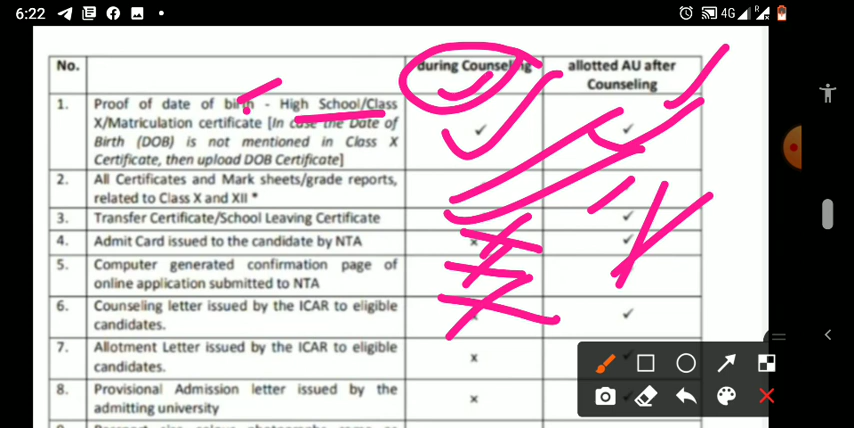 6:22 4G R
No. during Counseling allotted AU after
Counseling
1. Proof of date of birth - High School/Class
X/Matriculation certificate [In case the Date of
Birth (DOB) is not mentioned in Class X
Certificate, then upload DOB Certificate]
2. All Certificates and Mark sheets/grade reports,
related to Class X and XII *
3. Transfer Certificate/School Leaving Certificate
4. Admit Card issued to the candidate by NTA x
5. Computer generated confirmation page of
online application submitted to NTA
6. Counseling letter issued by the ICAR to eligible
candidates.
7. Allotment Letter issued by the ICAR to eligible x
candidates.
8. Provisional Admission letter issued by the x
admitting university